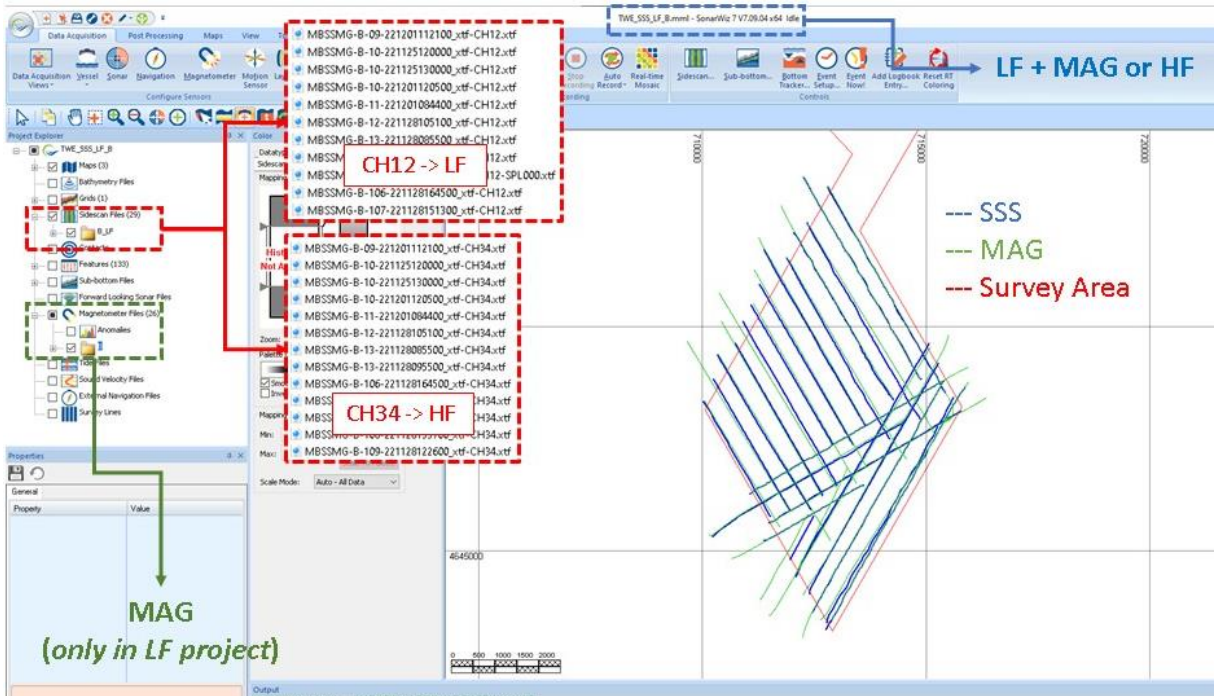 TWE_SSS_LF_B.mml - SonarWiz 7 V7.09.04 x64 Idle
Data Acquisition Post Processing Maps View
Data Acquisition Views
Vessel
Sonar
Navigation
Magnetometer
Motion Sensor
Configure Sensors
Auto Record
Real-time Mosaic
Sidescan...
Sub-bottom...
Bottom Tracker...
Event Setup...
Event Now!
Add Logbook Entry...
Reset RT Coloring
Controls
LF + MAG or HF
Project Explorer
TWE_SSS_LF_B
Maps (3)
Bathymetry Files
Grids (1)
Sidescan Files (29)
B_LF
Features (133)
Sub-bottom Files
Forward Looking Sonar Files
Magnetometer Files (26)
Anomalies
Tide Files
Sound Velocity Files
External Navigation Files
Survey Lines
Properties
General
Property Value
MAG
(only in LF project)
Color
MBSSMG-B-09-221201112100_xtf-CH12.xtf
MBSSMG-B-10-221125120000_xtf-CH12.xtf
MBSSMG-B-10-221125130000_xtf-CH12.xtf
MBSSMG-B-10-221201120500_xtf-CH12.xtf
MBSSMG-B-11-221201084400_xtf-CH12.xtf
MBSSMG-B-12-221128105100_xtf-CH12.xtf
MBSSMG-B-13-221128085500_xtf-CH12.xtf
12.xtf
CH12 -> LF
12-SPL000.xtf
MBSSMG-B-106-221128164500_xtf-CH12.xtf
MBSSMG-B-107-221128151300_xtf-CH12.xtf
MBSSMG-B-09-221201112100_xtf-CH34.xtf
MBSSMG-B-10-221125120000_xtf-CH34.xtf
MBSSMG-B-10-221125130000_xtf-CH34.xtf
MBSSMG-B-10-221201120500_xtf-CH34.xtf
MBSSMG-B-11-221201084400_xtf-CH34.xtf
MBSSMG-B-12-221128105100_xtf-CH34.xtf
MBSSMG-B-13-221128085500_xtf-CH34.xtf
MBSSMG-B-13-221128095500_xtf-CH34.xtf
MBSSMG-B-106-221128164500_xtf-CH34.xtf
MBSS
CH34.xtf
CH34 -> HF
MBSSMG-B-109-221128122600_xtf-CH34.xtf
Zoom:
Palette
Mapping
Min:
Max:
Scale Mode: Auto - All Data
710000
715000
720000
4645000
--- SSS
--- MAG
--- Survey Area
0 500 1000 1500 2000
Output